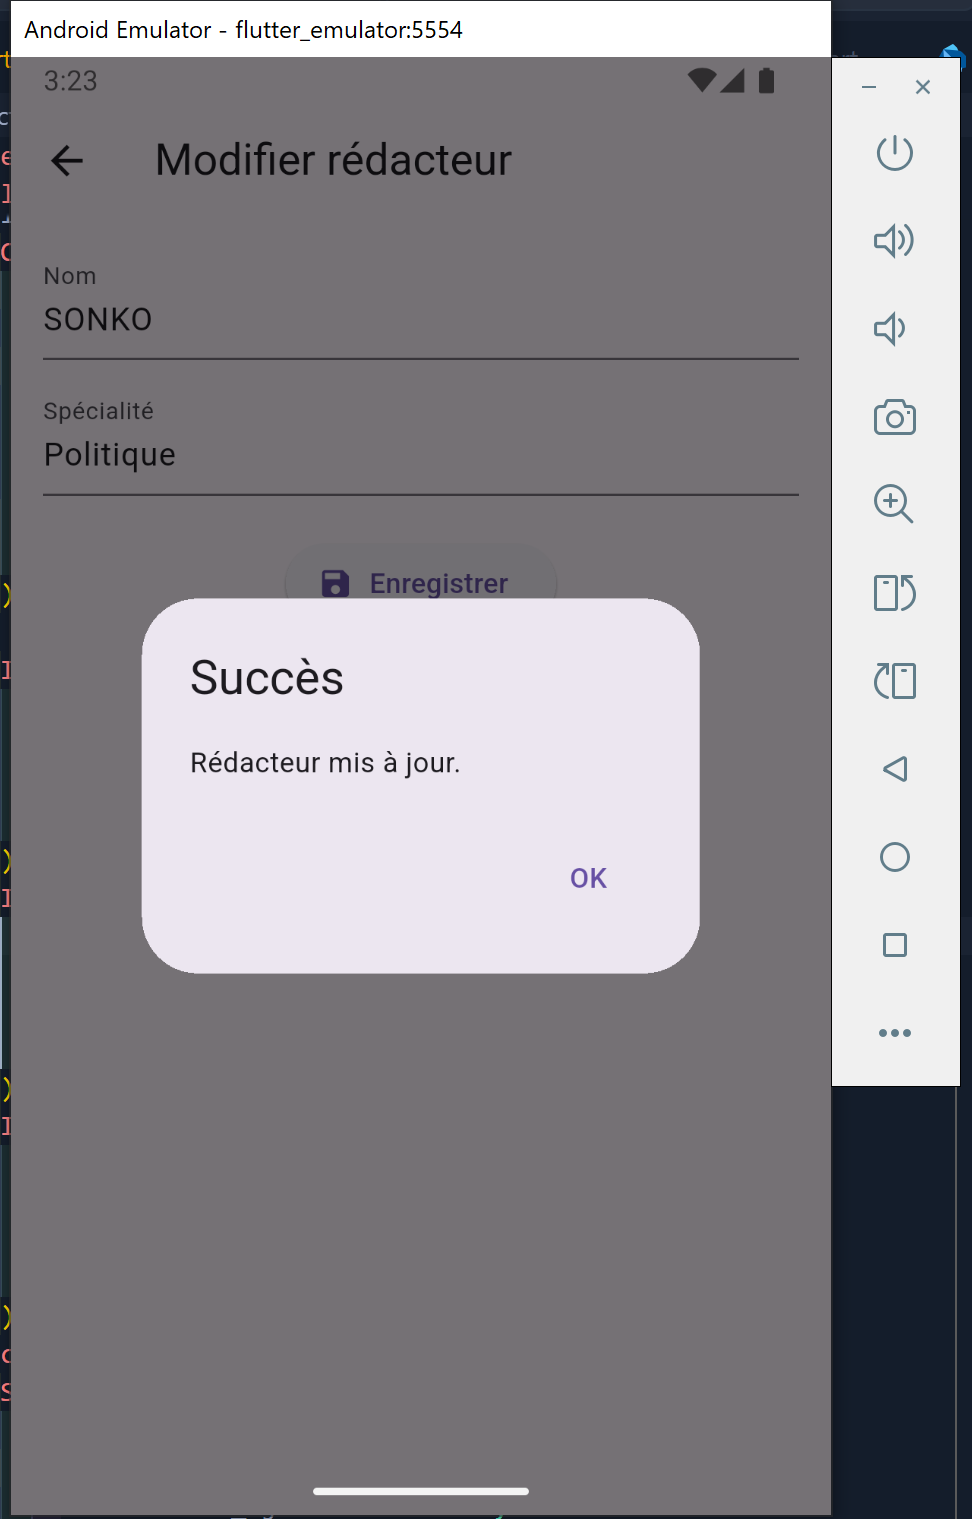 Android Emulator - flutter_emulator:5554
3:23
Modifier rédacteur
Nom
SONKO
Spécialité
Politique
Enregistrer
Succès
Rédacteur mis à jour.
OK